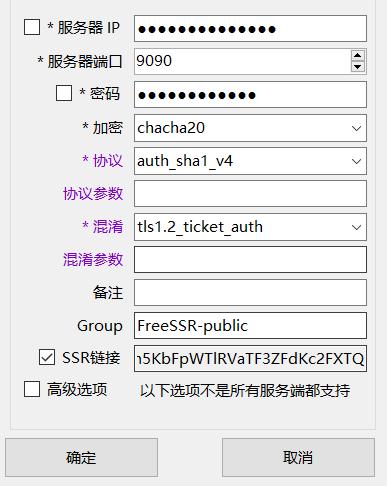 * 服务器 IP ●●●●●●●●●●●●●●
* 服务器端口 9090
* 密码 ●●●●●●●●●●●●
* 加密 chacha20
* 协议 auth_sha1_v4
协议参数
* 混淆 tls1.2_ticket_auth
混淆参数
备注
Group FreeSSR-public
SSR链接 n5KbFpWTlRVaTF3ZFdKc2FXTQ
高级选项 以下选项不是所有服务端都支持
确定 取消